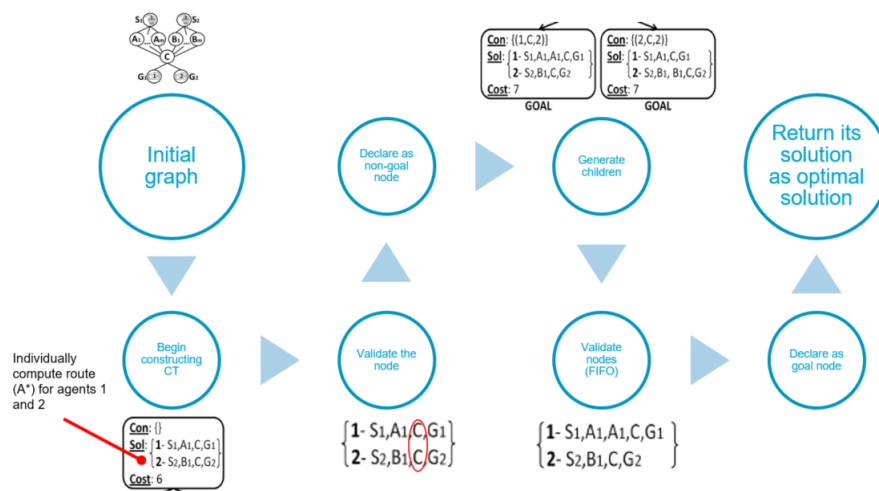 S1 S2
A1 ... Am B1 ... Bm
C
G1 G2
Initial
graph
Begin
constructing
CT
Individually
compute route
(A*) for agents 1
and 2
Con: {}
Sol: 1- S1,A1,C,G1
2- S2,B1,C,G2
Cost: 6
Validate the
node
1- S1,A1,C,G1
2- S2,B1,C,G2
Declare as
non-goal
node
Generate
children
Con: {(1,C,2)}
Sol: 1- S1,A1,A1,C,G1
2- S2,B1,C,G2
Cost: 7
GOAL
Con: {(2,C,2)}
Sol: 1- S1,A1,C,G1
2- S2,B1, B1,C,G2
Cost: 7
GOAL
Validate
nodes
(FIFO)
1- S1,A1,A1,C,G1
2- S2,B1,C,G2
Declare as
goal node
Return its
solution
as optimal
solution